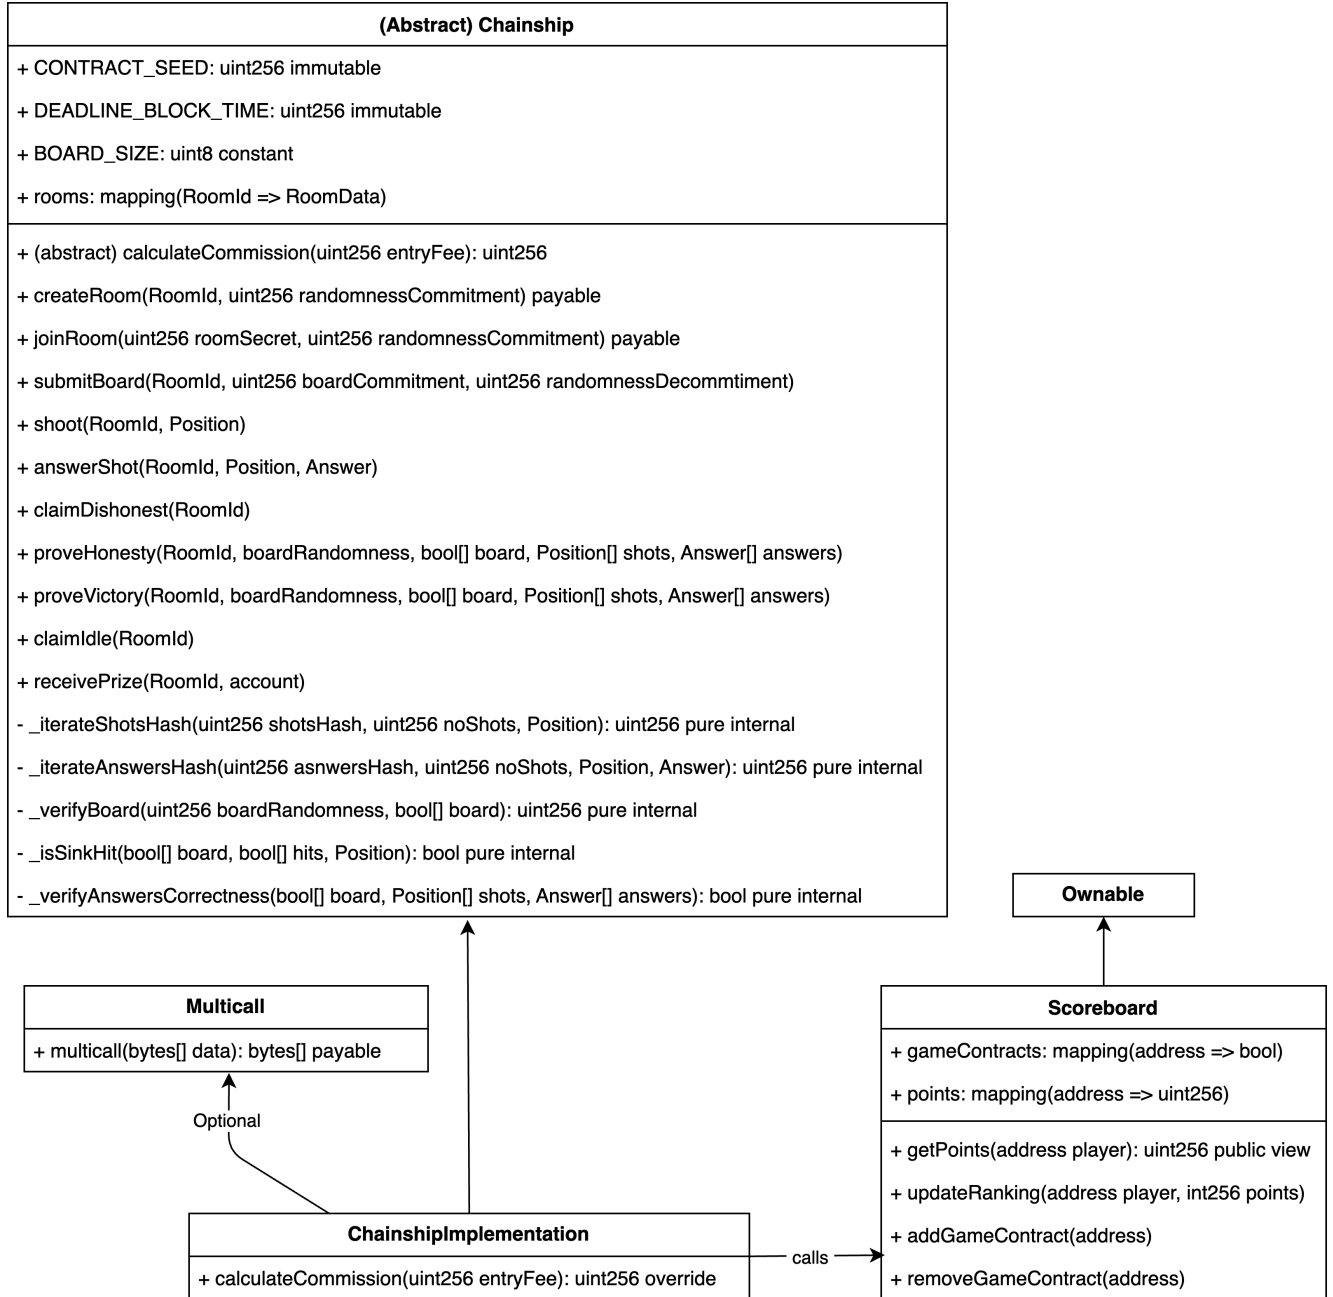 (Abstract) Chainship
+ CONTRACT_SEED: uint256 immutable
+ DEADLINE_BLOCK_TIME: uint256 immutable
+ BOARD_SIZE: uint8 constant
+ rooms: mapping(RoomId => RoomData)
+ (abstract) calculateCommission(uint256 entryFee): uint256
+ createRoom(RoomId, uint256 randomnessCommitment) payable
+ joinRoom(uint256 roomSecret, uint256 randomnessCommitment) payable
+ submitBoard(RoomId, uint256 boardCommitment, uint256 randomnessDecommtiment)
+ shoot(RoomId, Position)
+ answerShot(RoomId, Position, Answer)
+ claimDishonest(RoomId)
+ proveHonesty(RoomId, boardRandomness, bool[] board, Position[] shots, Answer[] answers)
+ proveVictory(RoomId, boardRandomness, bool[] board, Position[] shots, Answer[] answers)
+ claimIdle(RoomId)
+ receivePrize(RoomId, account)
- _iterateShotsHash(uint256 shotsHash, uint256 noShots, Position): uint256 pure internal
- _iterateAnswersHash(uint256 asnwersHash, uint256 noShots, Position, Answer): uint256 pure internal
- _verifyBoard(uint256 boardRandomness, bool[] board): uint256 pure internal
- _isSinkHit(bool[] board, bool[] hits, Position): bool pure internal
- _verifyAnswersCorrectness(bool[] board, Position[] shots, Answer[] answers): bool pure internal
Ownable
Multicall
+ multicall(bytes[] data): bytes[] payable
Optional
Scoreboard
+ gameContracts: mapping(address => bool)
+ points: mapping(address => uint256)
+ getPoints(address player): uint256 public view
+ updateRanking(address player, int256 points)
+ addGameContract(address)
+ removeGameContract(address)
ChainshipImplementation
+ calculateCommission(uint256 entryFee): uint256 override
calls